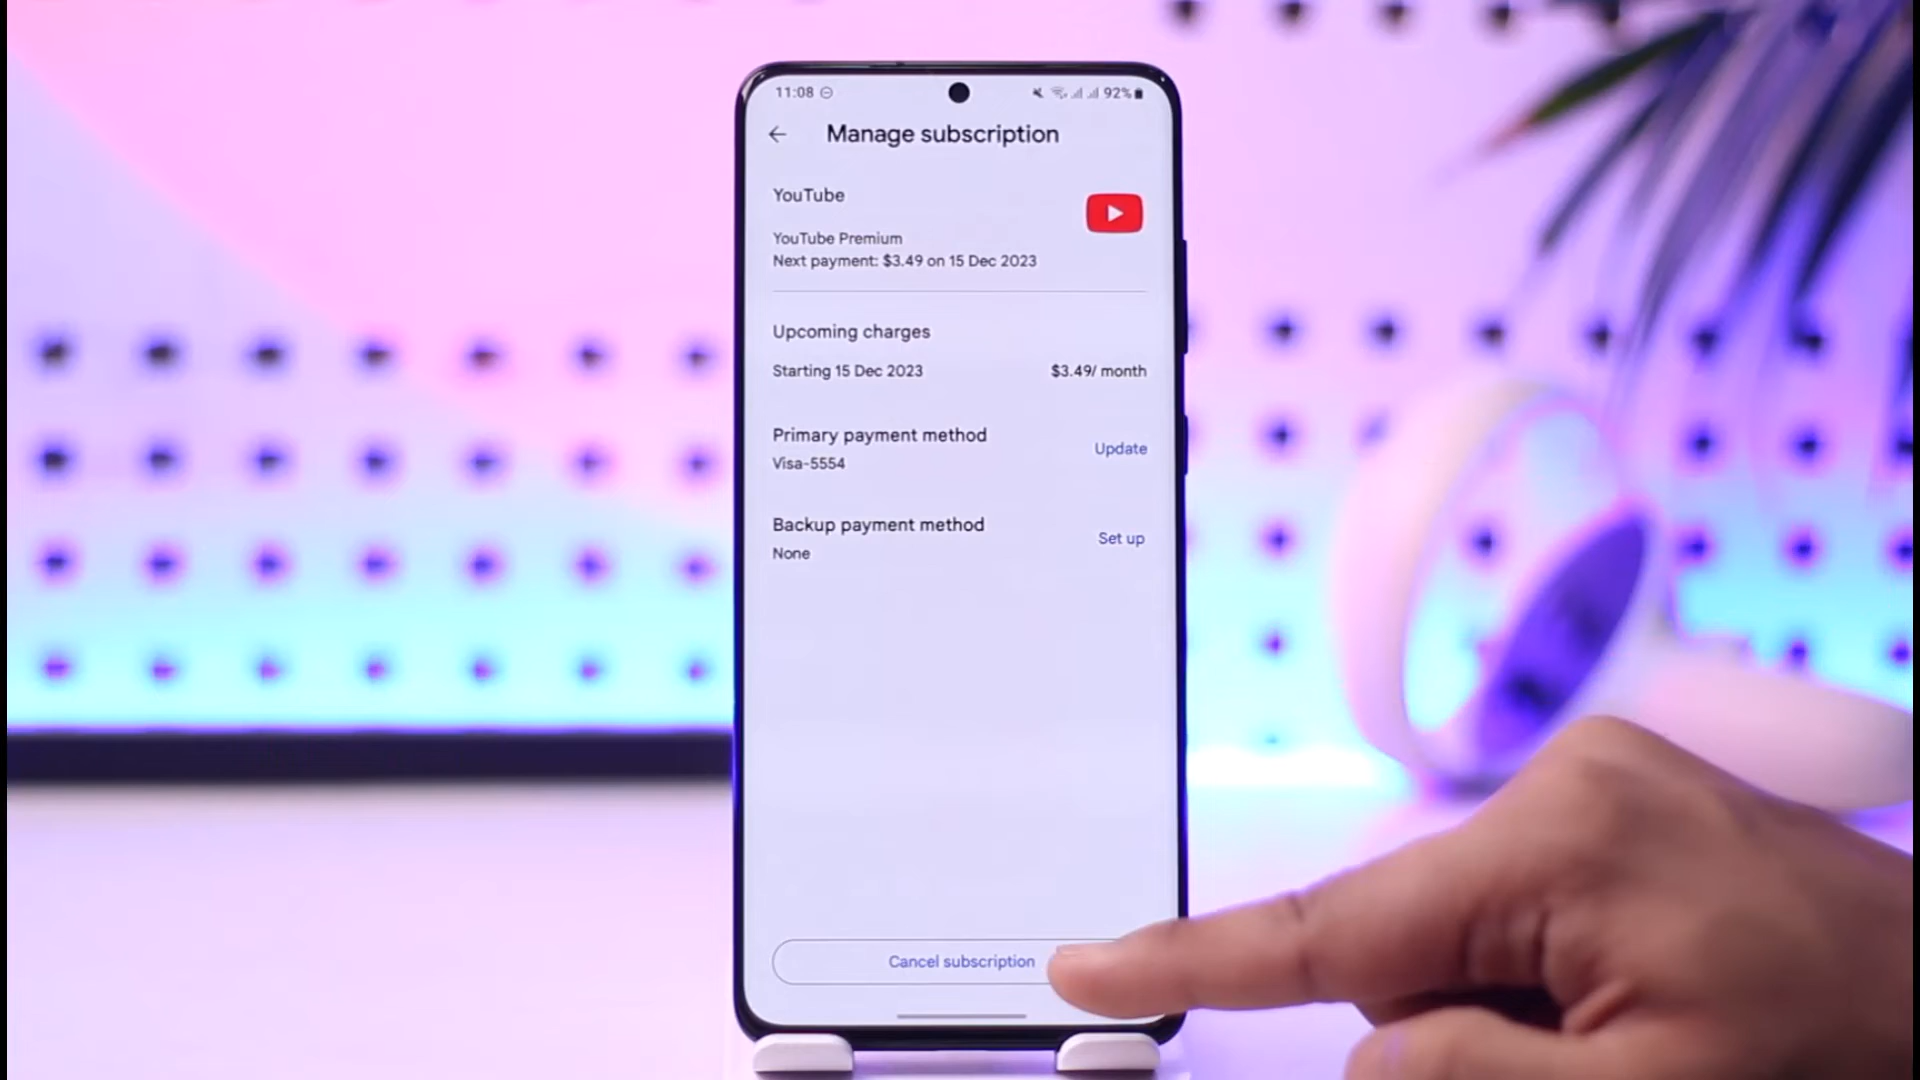 11:08
92%
Manage subscription
YouTube
YouTube Premium
Next payment: $3.49 on 15 Dec 2023
Upcoming charges
Starting 15 Dec 2023 $3.49/ month
Primary payment method
Visa-5554
Update
Backup payment method
None
Set up
Cancel subscription